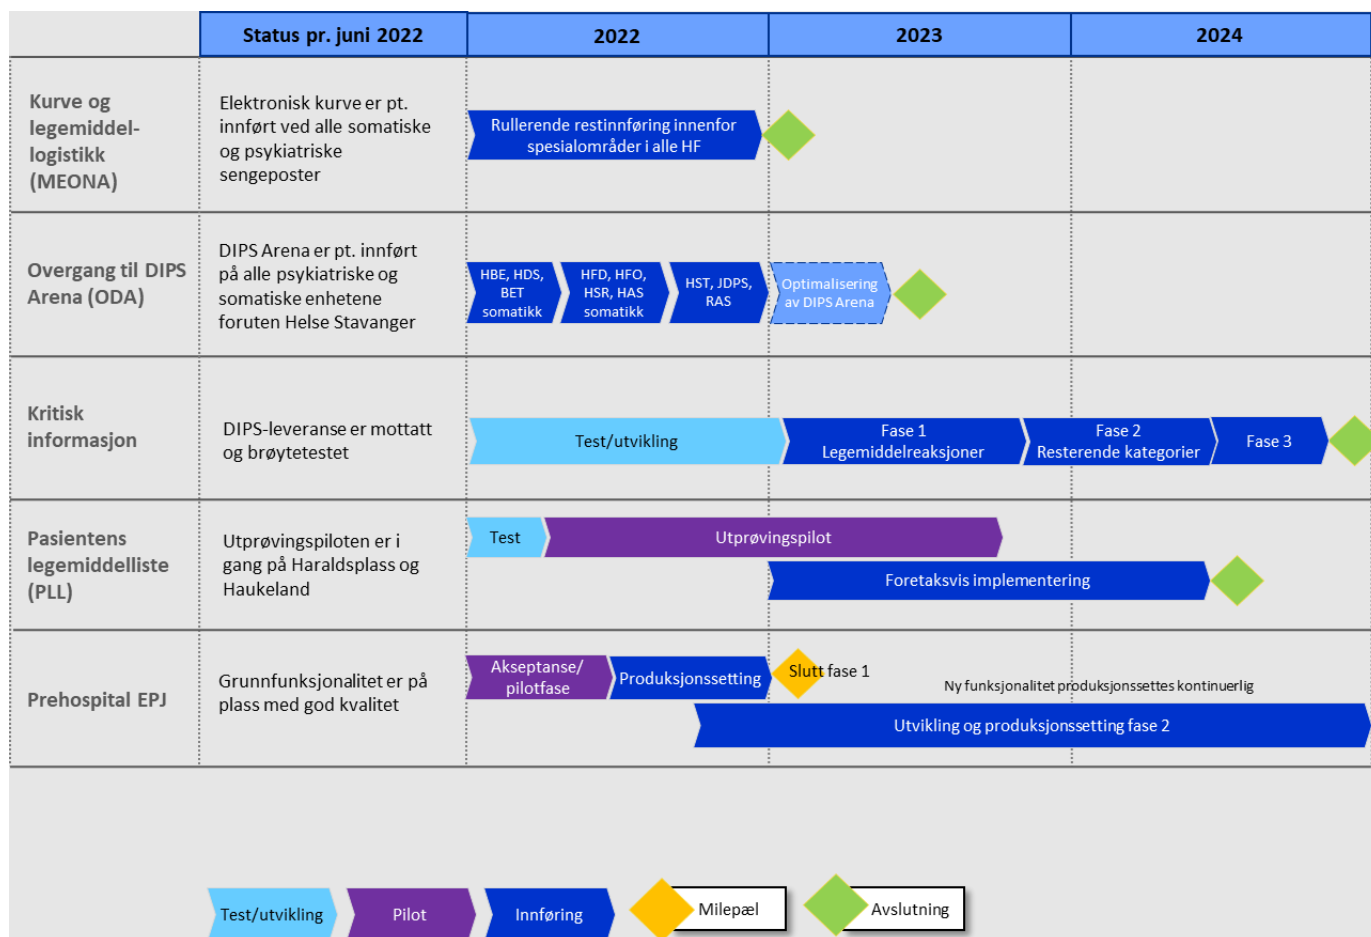 Status pr. juni 2022
2022
2023
2024
Kurve og
legemiddel-
logistikk
(MEONA)
Elektronisk kurve er pt.
innført ved alle somatiske
og psykiatriske
sengeposter
Rullerende restinnføring innenfor
spesialområder i alle HF
Overgang til DIPS
Arena (ODA)
DIPS Arena er pt. innført
på alle psykiatriske og
somatiske enhetene
foruten Helse Stavanger
HBE, HDS,
BET
somatikk
HFD, HFO,
HSR, HAS
somatikk
HST, JDPS,
RAS
Optimalisering
av DIPS Arena
Kritisk
informasjon
DIPS-leveranse er mottatt
og brøytetestet
Test/utvikling
Fase 1
Legemiddelreaksjoner
Fase 2
Resterende kategorier
Fase 3
Pasientens
legemiddelliste
(PLL)
Utprøvingspiloten er i
gang på Haraldsplass og
Haukeland
Test
Utprøvingspilot
Foretaksvis implementering
Prehospital EPJ
Grunnfunksjonalitet er på
plass med god kvalitet
Akseptanse/
pilotfase
Produksjonssetting
Slutt fase 1
Ny funksjonalitet produksjonssettes kontinuerlig
Utvikling og produksjonssetting fase 2
Test/utvikling
Pilot
Innføring
Milepæl
Avslutning